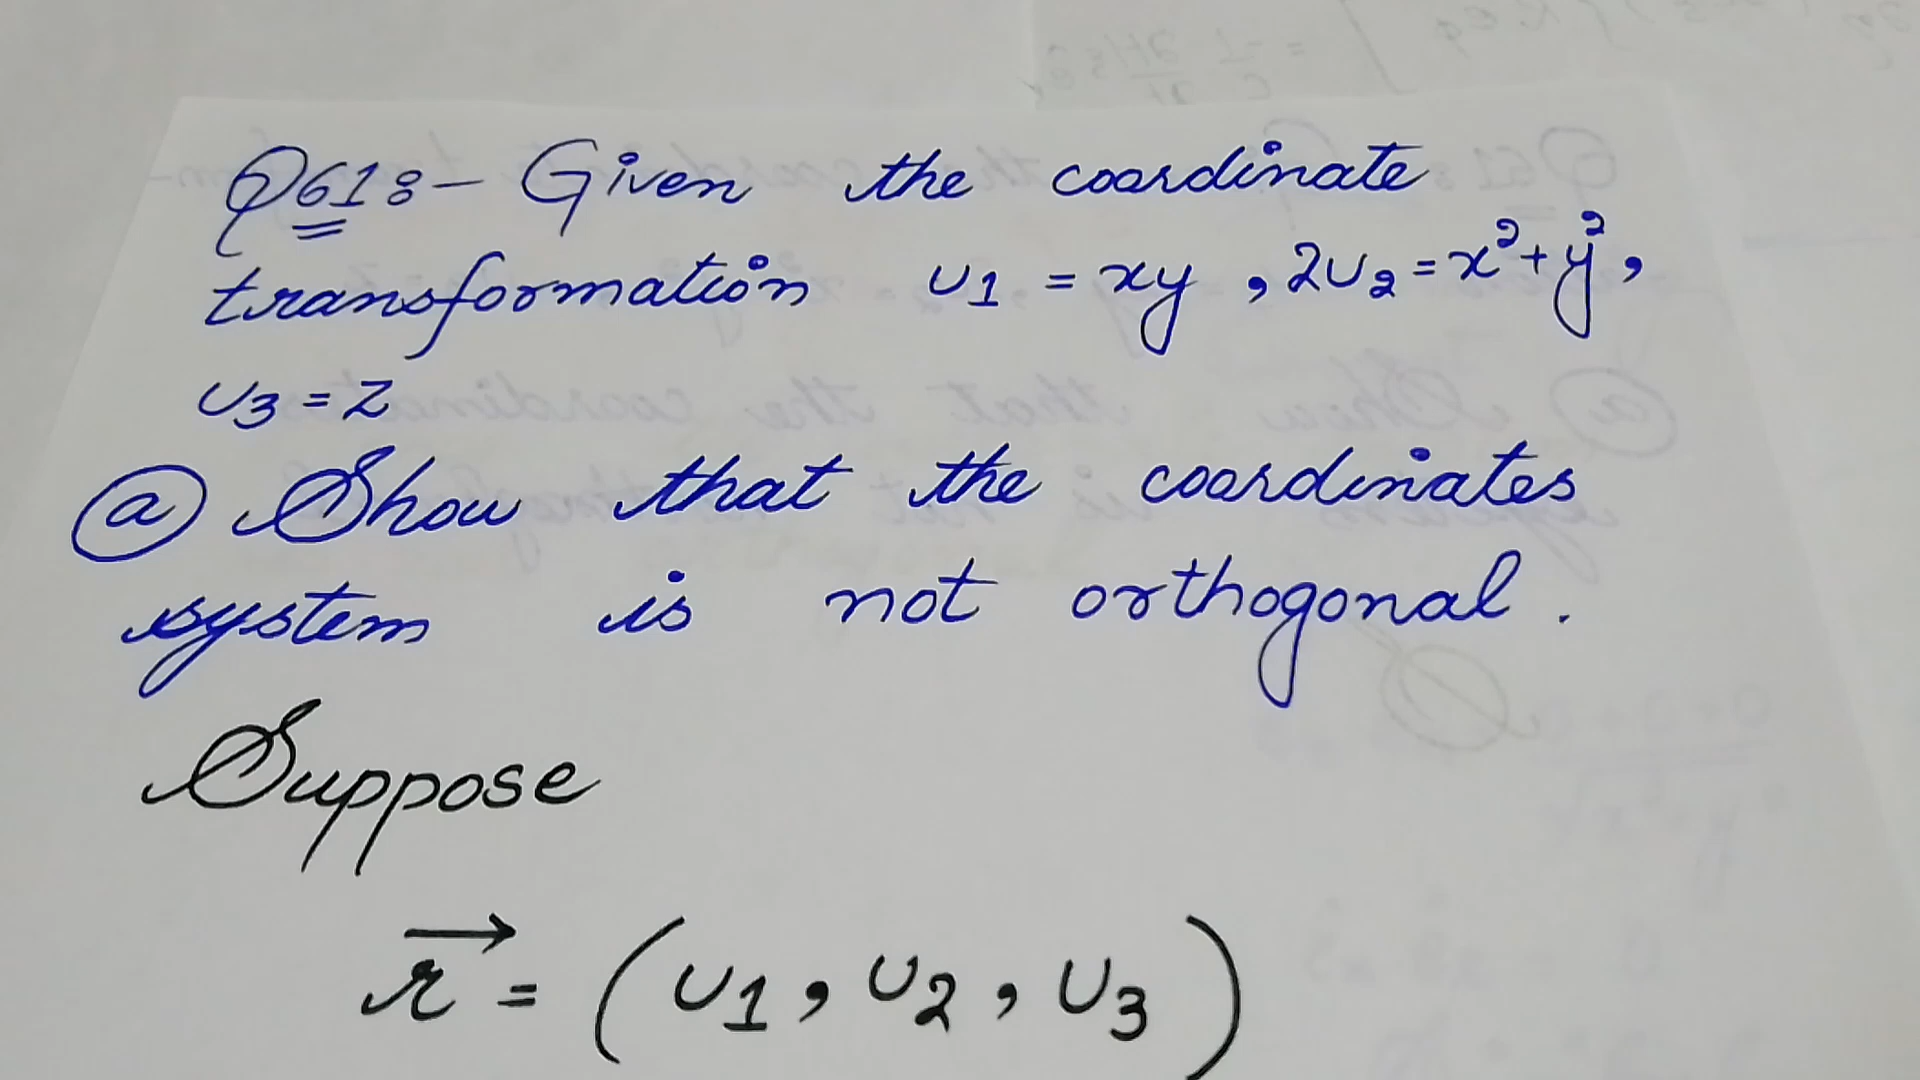 Q618- Given the coordinate
transformation u₁ = xy , 2u₂ = x² + y² ,
u₃ = z
(a) Show that the coordinates
system is not orthogonal .
Suppose
r⃗ = (u₁ , u₂ , u₃)